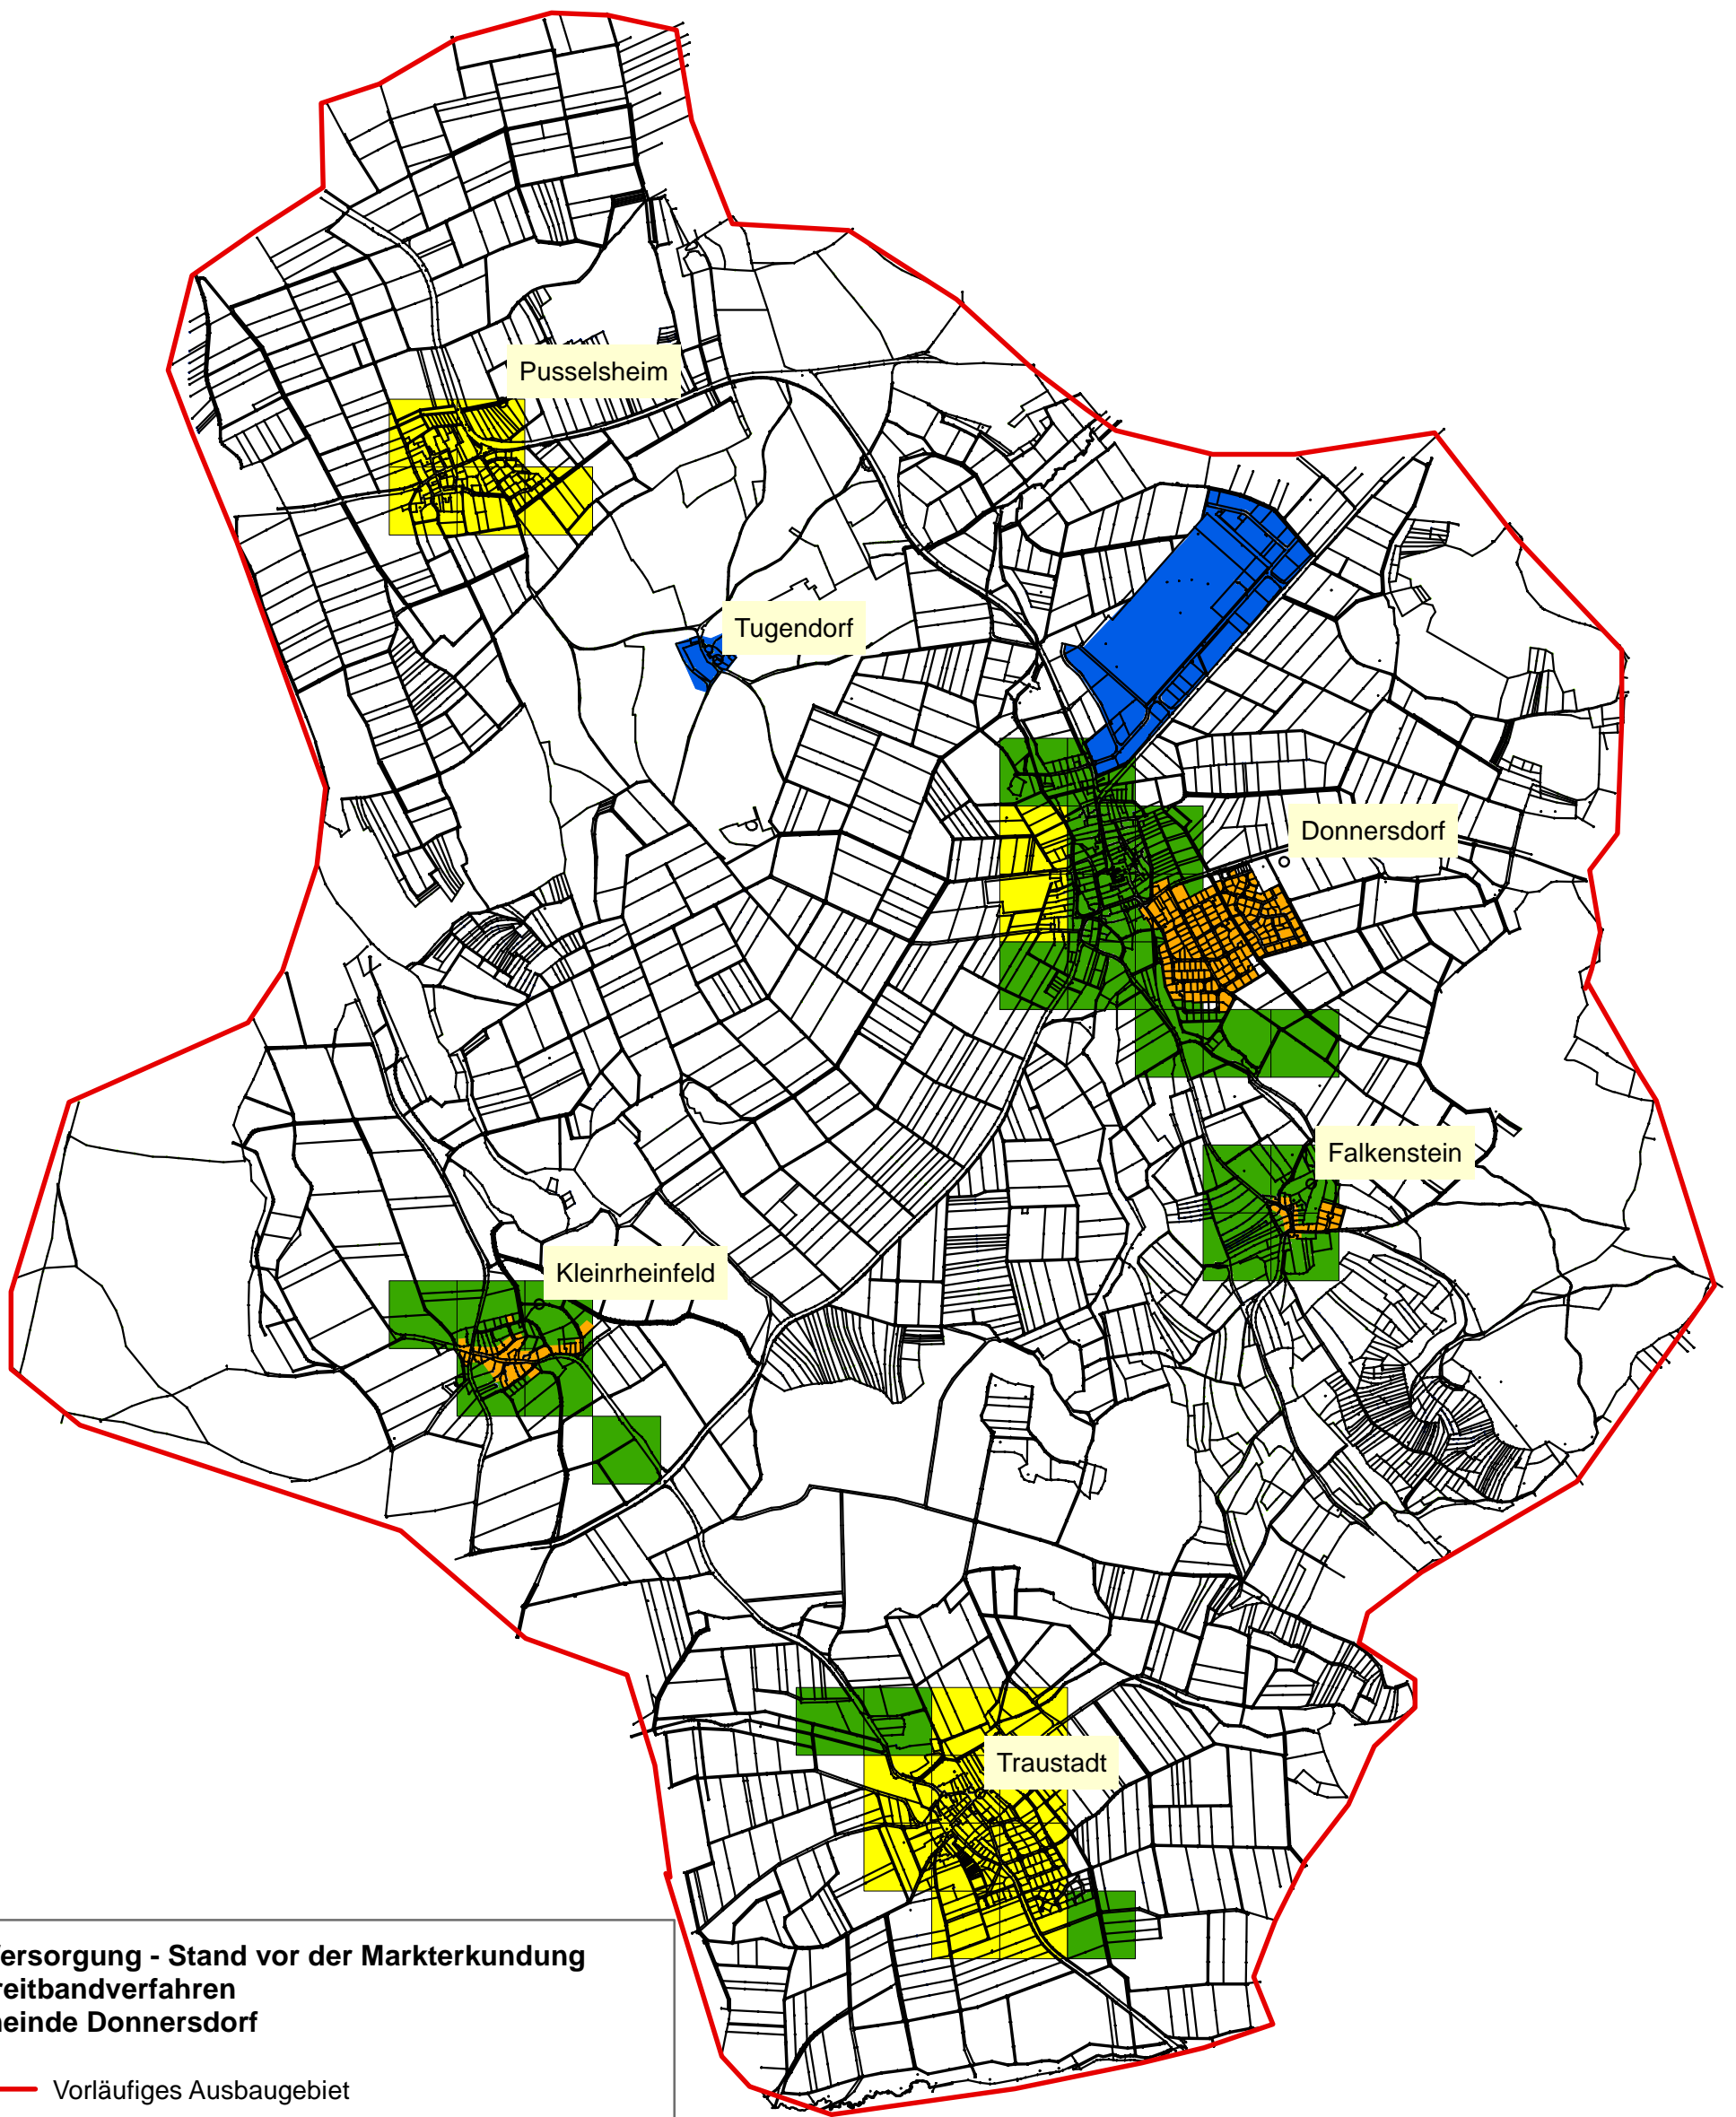 Pusselsheim
Tugendorf
Donnersdorf
Falkenstein
Kleinrheinfeld
Traustadt
ersorgung - Stand vor der Markterkundung
reitbandverfahren
einde Donnersdorf
Vorläufiges Ausbaugebiet